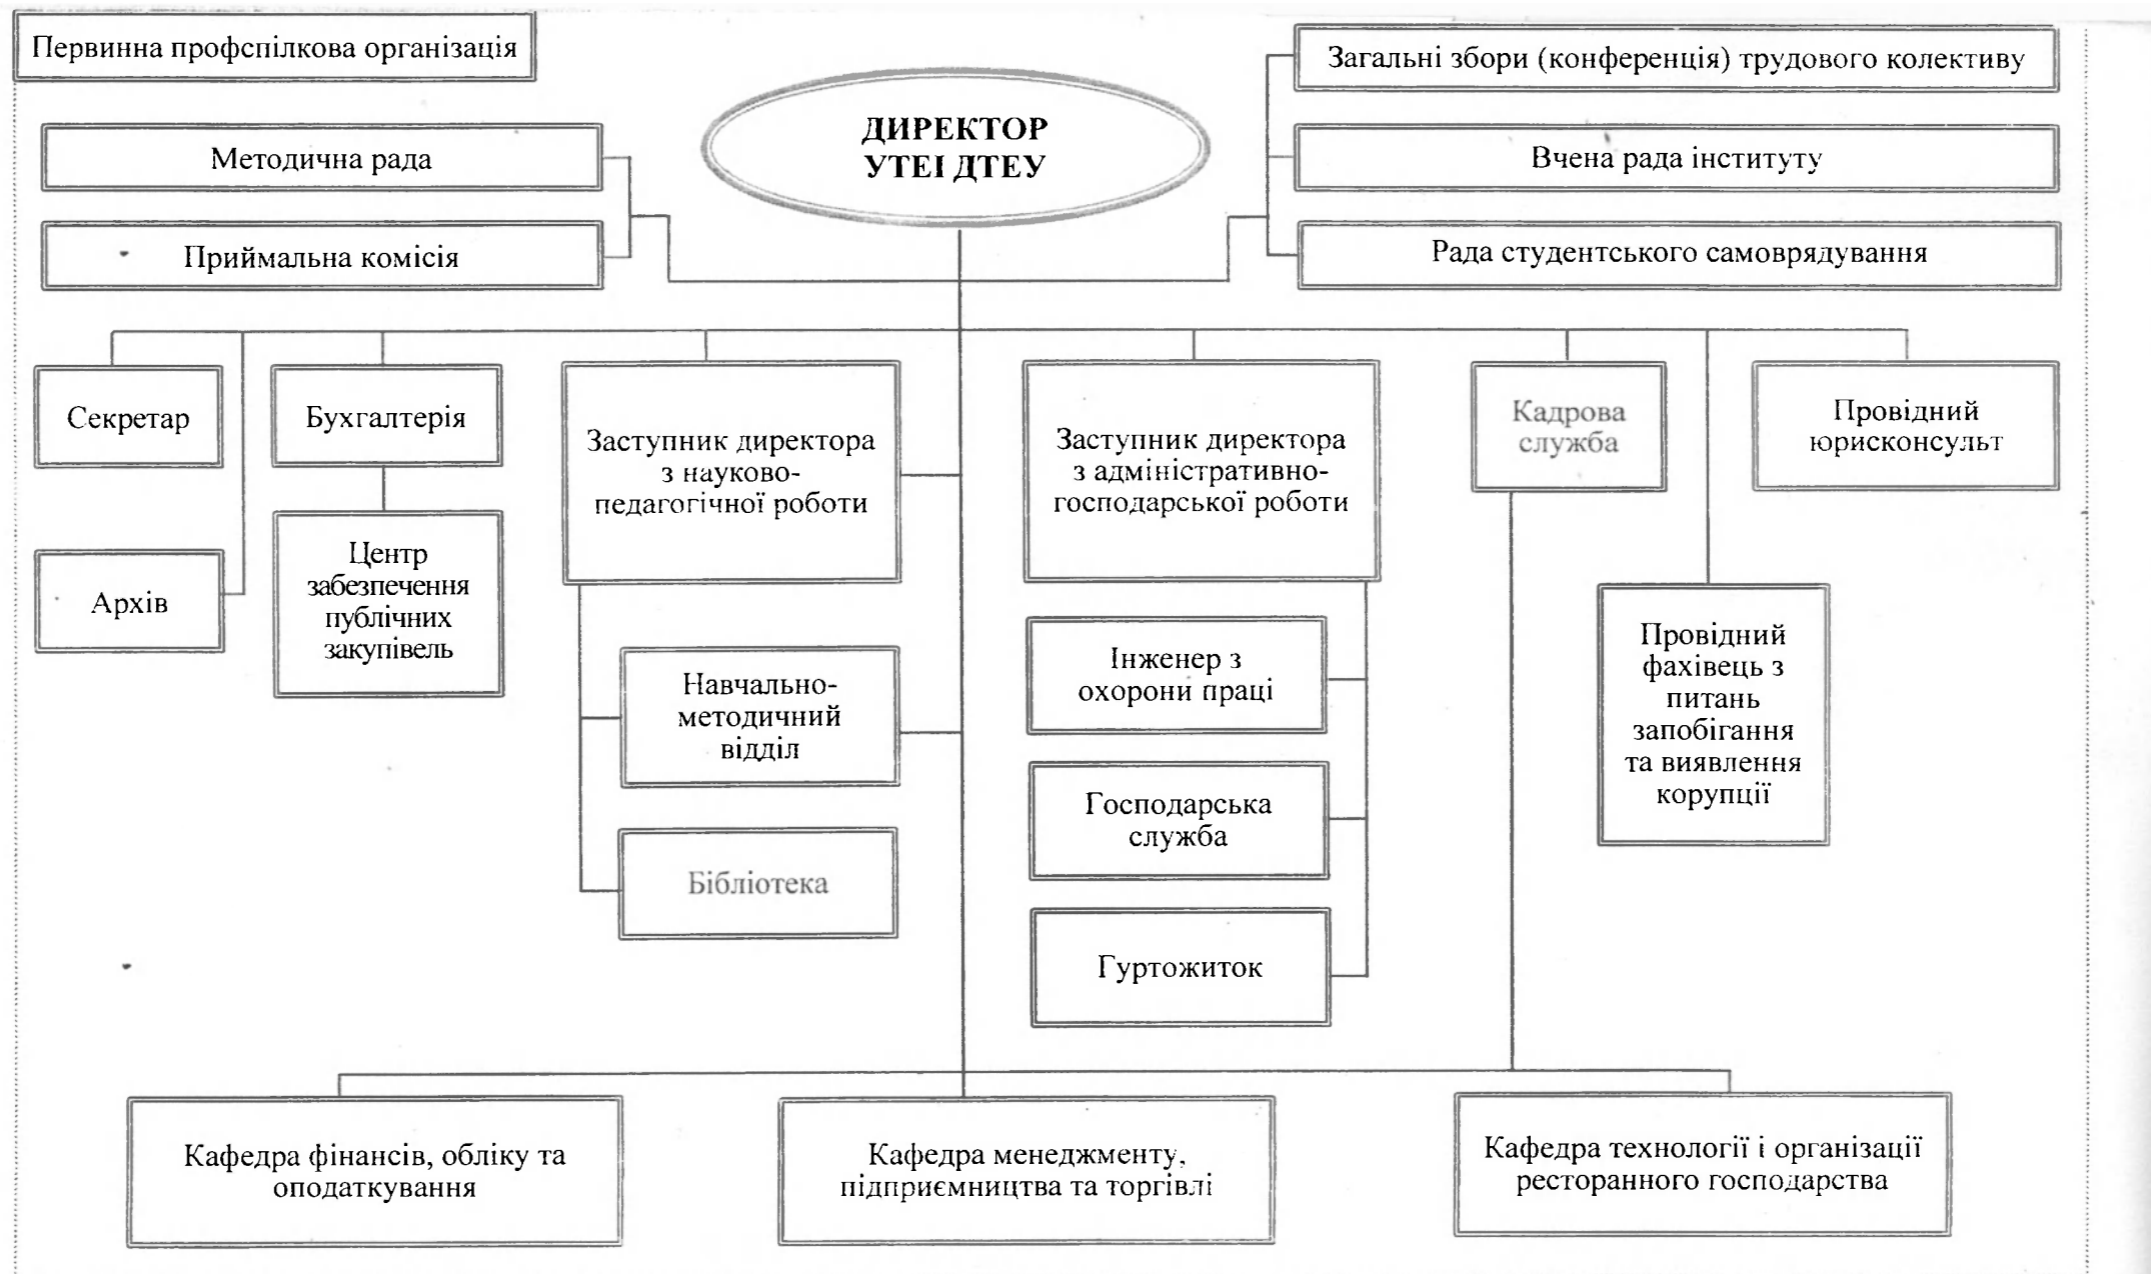 Первинна профспілкова організація
Загальні збори (конференція) трудового колективу
ДИРЕКТОР
УТЕІ ДТЕУ
Методична рада
Вчена рада інституту
Приймальна комісія
Рада студентського самоврядування
Секретар
Бухгалтерія
Заступник директора
з науково-
педагогічної роботи
Заступник директора
з адміністративно-
господарської роботи
Кадрова
служба
Провідний
юрисконсульт
Архів
Центр
забезпечення
публічних
закупівель
Навчально-
методичний
відділ
Інженер з
охорони праці
Провідний
фахівець з
питань
запобігання
та виявлення
корупції
Господарська
служба
Бібліотека
Гуртожиток
Кафедра фінансів, обліку та
оподаткування
Кафедра менеджменту,
підприємництва та торгівлі
Кафедра технології і організації
ресторанного господарства